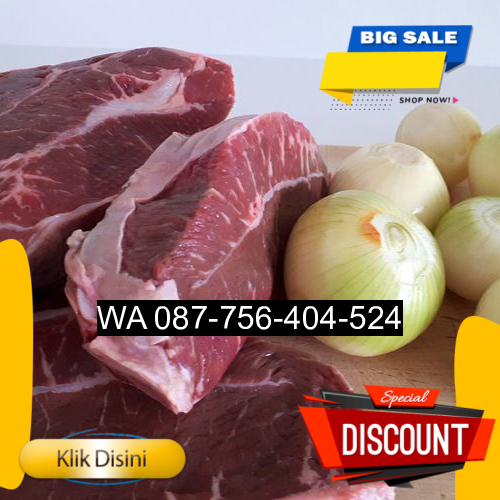 BIG SALE
SHOP NOW!
WA 087-756-404-524
Special
DISCOUNT
Klik Disini